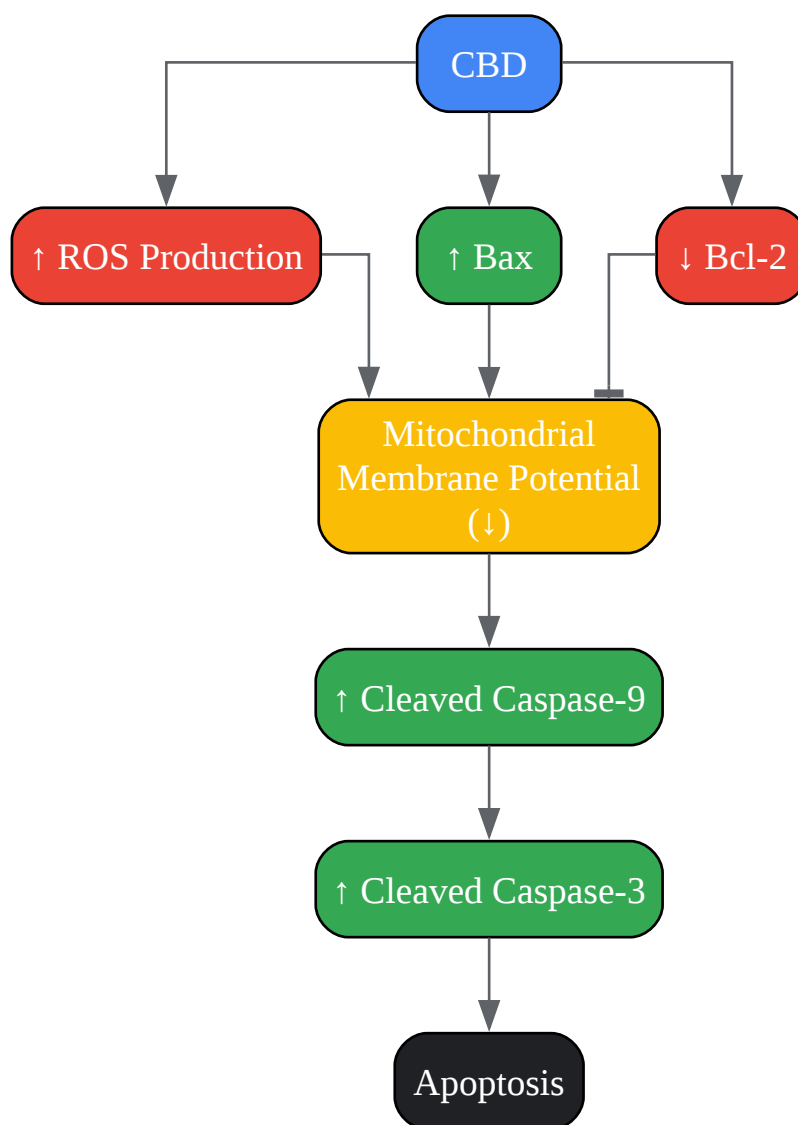 CBD
↑ ROS Production
↑ Bax
↓ Bcl-2
Mitochondrial
Membrane Potential
(↓)
↑ Cleaved Caspase-9
↑ Cleaved Caspase-3
Apoptosis